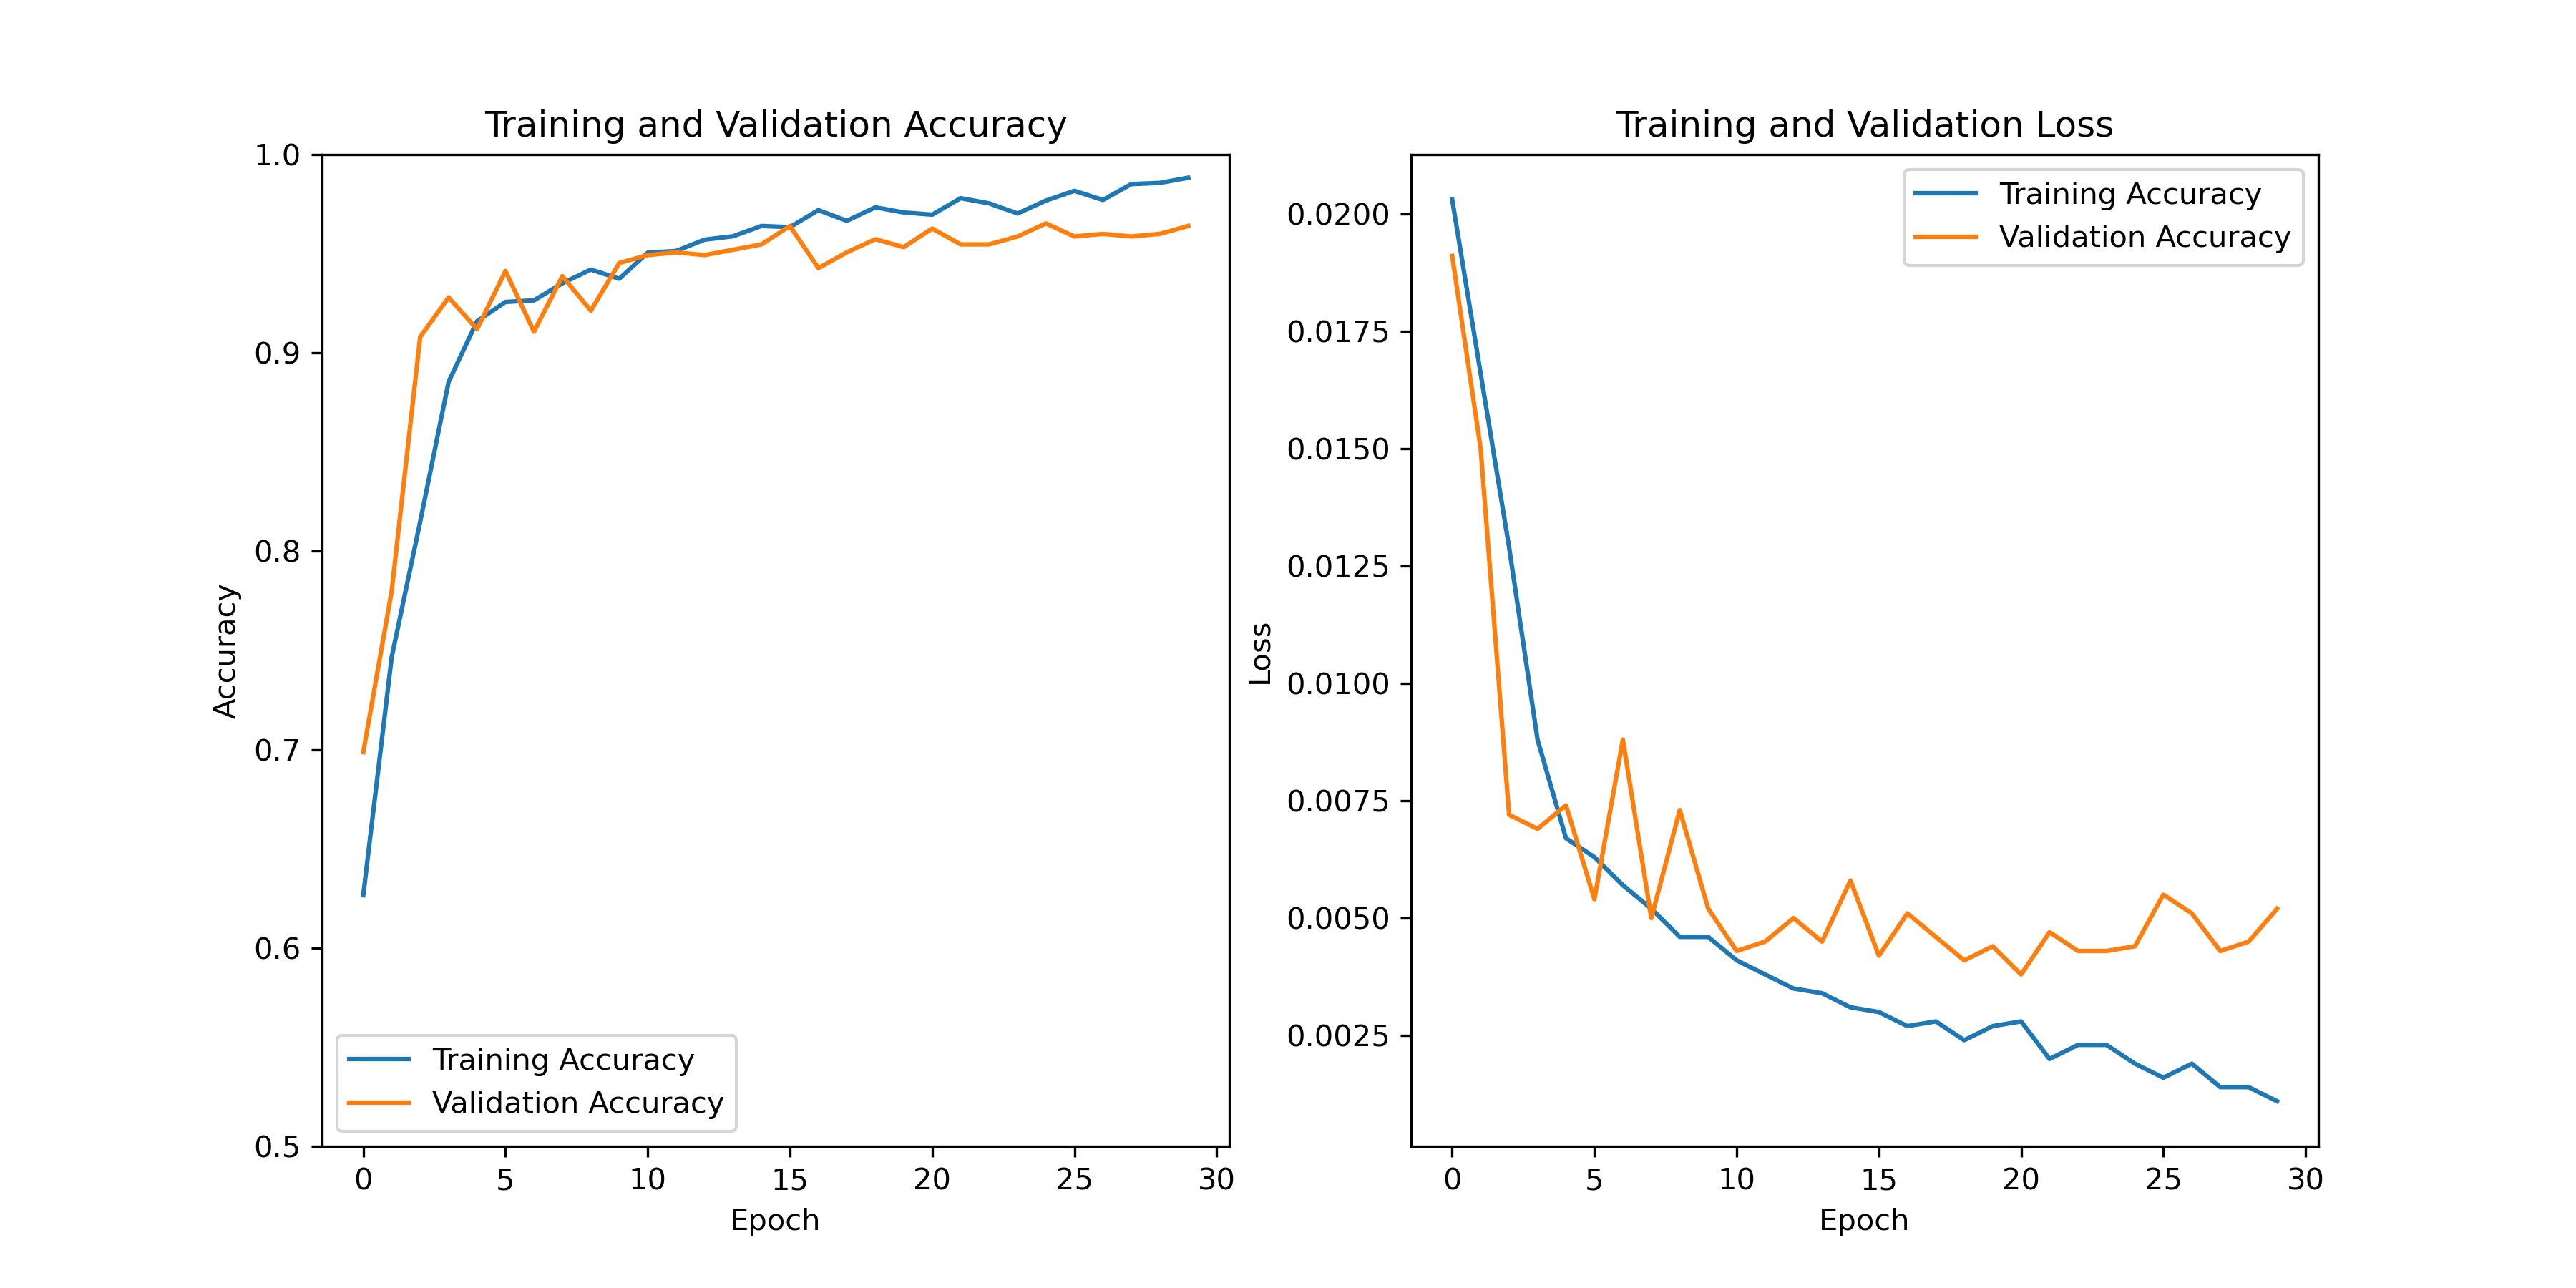 Training and Validation Accuracy
1.0
0.9
0.8
0.7
0.6
0.5
Accuracy
Training Accuracy
Validation Accuracy
0 5 10 15 20 25 30
Epoch
Training and Validation Loss
Training Accuracy
Validation Accuracy
0.0200
0.0175
0.0150
0.0125
0.0100
0.0075
0.0050
0.0025
Loss
0 5 10 15 20 25 30
Epoch